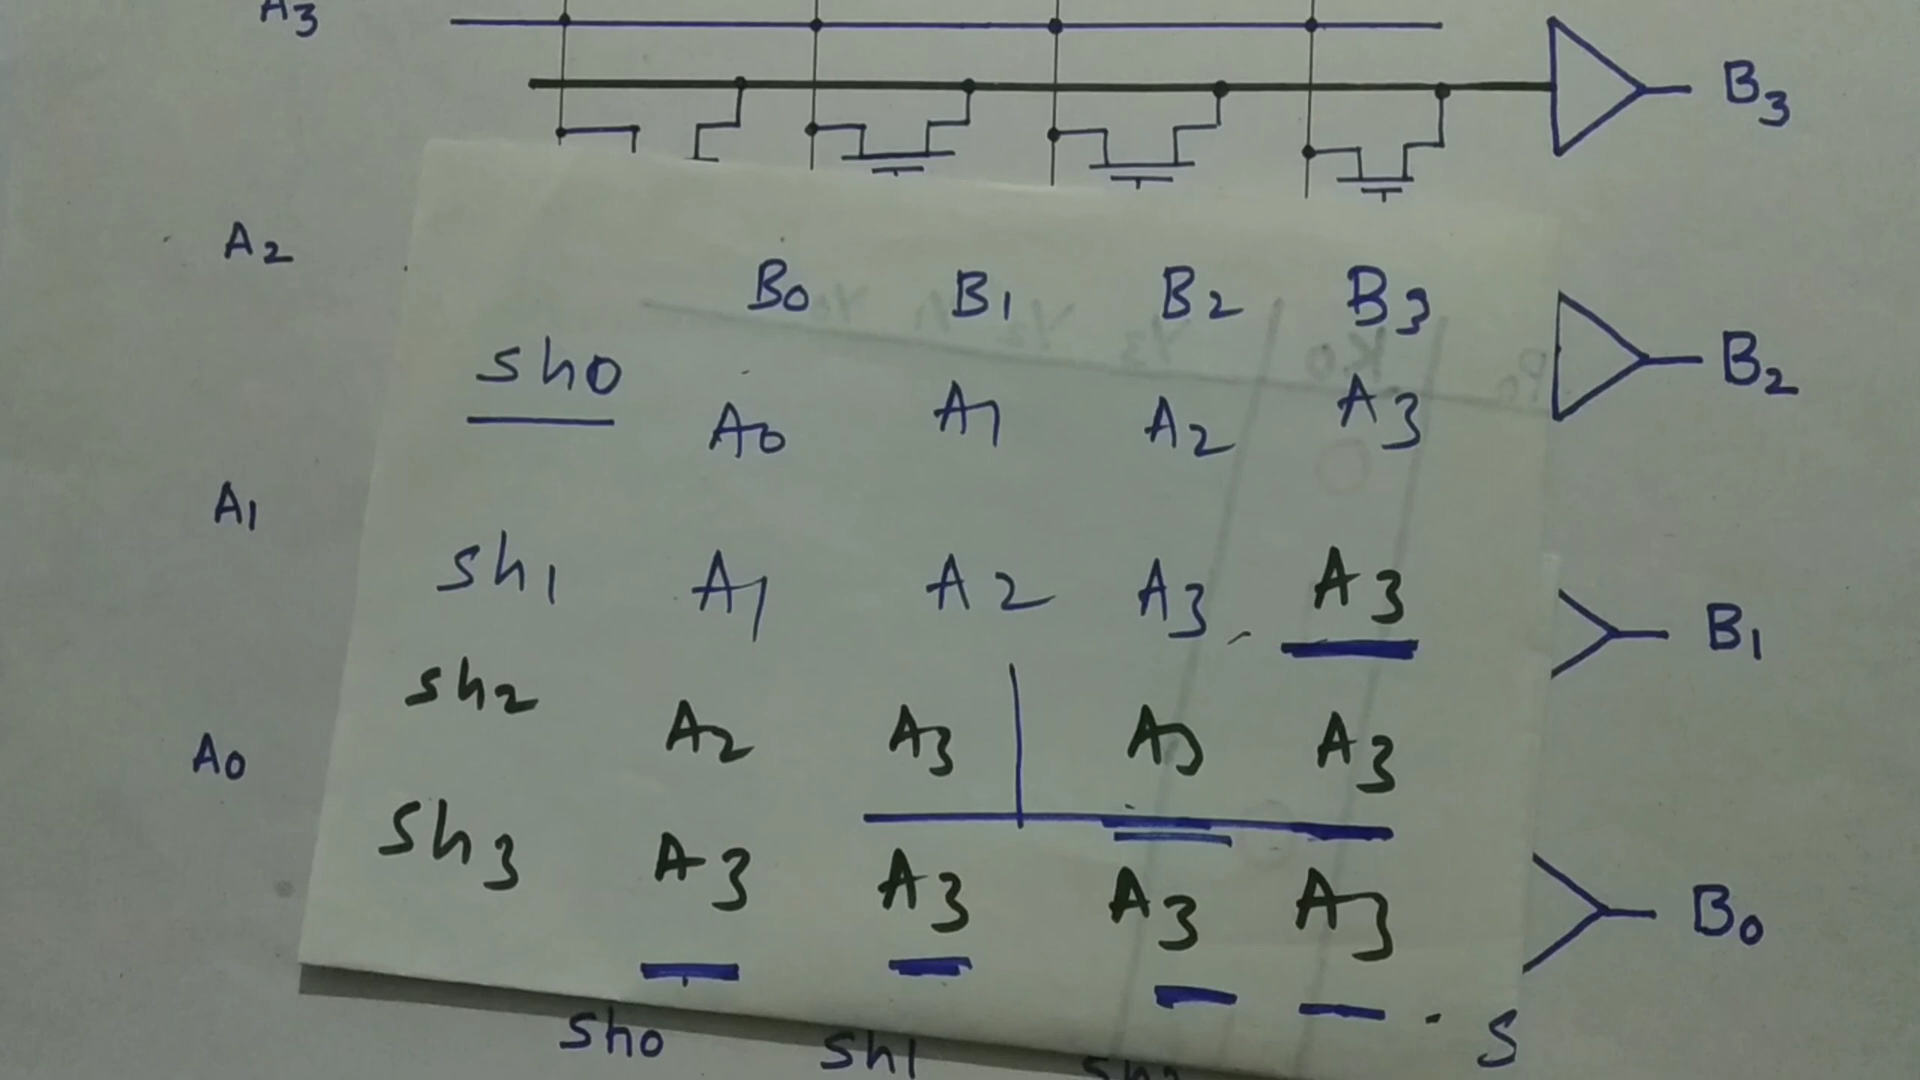 A3
B3
A2
B0 B1 B2 B3
B2
sh0
A0 A1 A2 A3
A1
sh1 A1 A2 A3 A3
B1
sh2 A2 A3 A3 A3
A0
sh3 A3 A3 A3 A3
B0
sh0 sh1 S